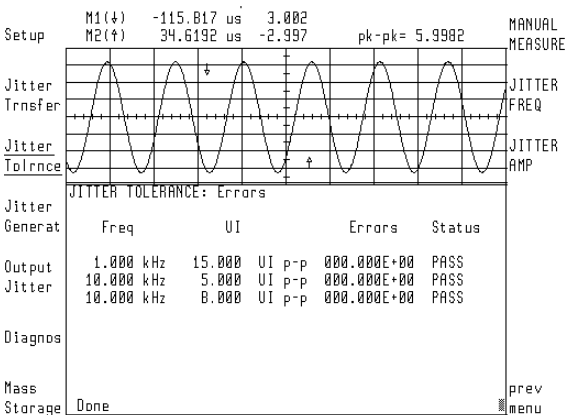 M1(↓) -115.817 us 3.002
M2(↑) 34.6192 us -2.997 pk-pk= 5.9982
Setup
MANUAL
MEASURE
Jitter
Trnsfer
JITTER
FREQ
Jitter
Tolrnce
JITTER
AMP
JITTER TOLERANCE: Errors
Jitter
Generat
Freq UI Errors Status
1.000 kHz 15.000 UI p-p 000.000E+00 PASS
10.000 kHz 5.000 UI p-p 000.000E+00 PASS
10.000 kHz 8.000 UI p-p 000.000E+00 PASS
Output
Jitter
Diagnos
Mass
Storage
Done
prev
menu